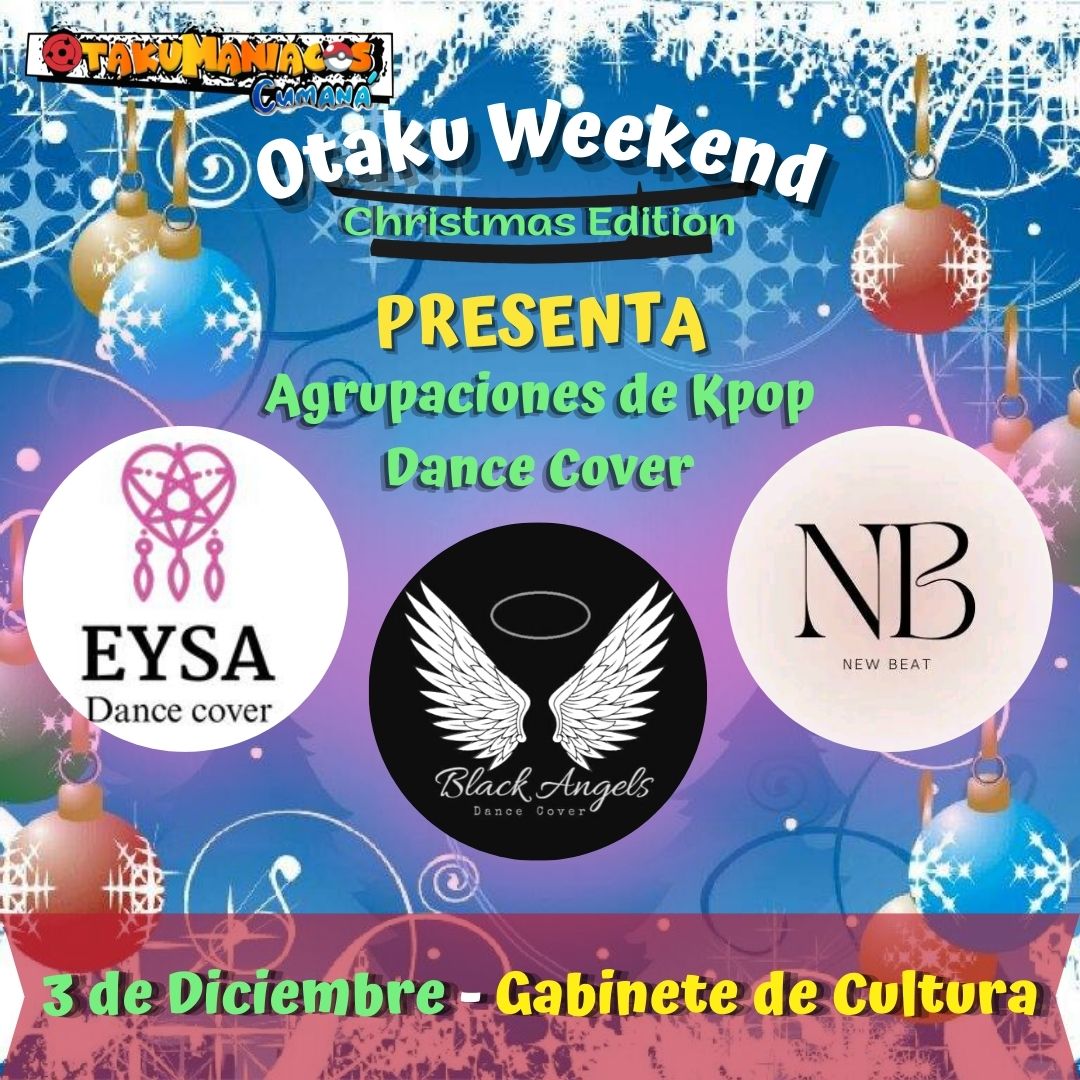 OTAKUMANIACOS
CUMANÁ
Otaku Weekend
Christmas Edition
PRESENTA
Agrupaciones de Kpop
Dance Cover
EYSA
Dance cover
Black Angels
Dance Cover
NB
NEW BEAT
3 de Diciembre - Gabinete de Cultura